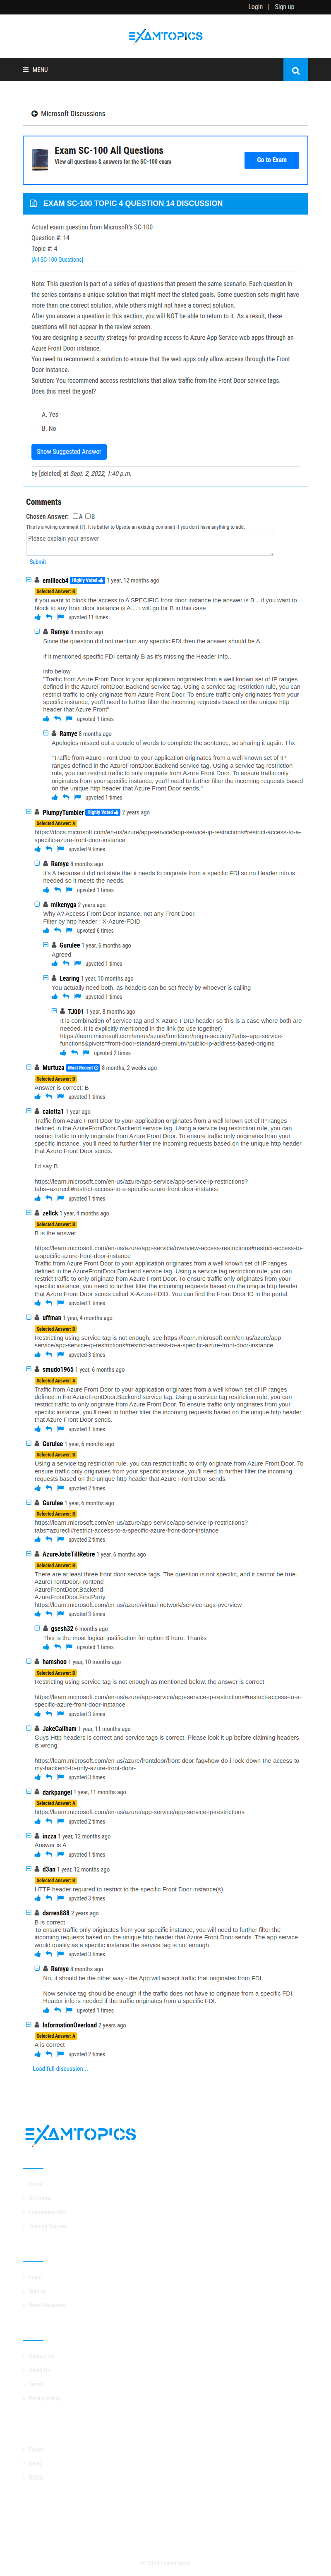 Login | Sign up
EXAMTOPICS
MENU
Microsoft Discussions
Exam SC-100 All Questions
View all questions & answers for the SC-100 exam
Go to Exam
EXAM SC-100 TOPIC 4 QUESTION 14 DISCUSSION
Actual exam question from Microsoft's SC-100
Question #: 14
Topic #: 4
[All SC-100 Questions]
Note: This question is part of a series of questions that present the same scenario. Each question in
the series contains a unique solution that might meet the stated goals. Some question sets might have
more than one correct solution, while others might not have a correct solution.
After you answer a question in this section, you will NOT be able to return to it. As a result, these
questions will not appear in the review screen.
You are designing a security strategy for providing access to Azure App Service web apps through an
Azure Front Door instance.
You need to recommend a solution to ensure that the web apps only allow access through the Front
Door instance.
Solution: You recommend access restrictions that allow traffic from the Front Door service tags.
Does this meet the goal?
A. Yes
B. No
Show Suggested Answer
by [deleted] at Sept. 2, 2022, 1:40 p.m.
Comments
Chosen Answer: A B
This is a voting comment (?). It is better to Upvote an existing comment if you don't have anything to add.
Please explain your answer
Submit
emiliocb4 Highly Voted 1 year, 12 months ago
Selected Answer: B
if you want to block the access to A SPECIFIC front door instance the answer is B... if you want to
block to any front door instance is A.... i will go for B in this case
upvoted 11 times
Ramye 8 months ago
Since the question did not mention any specific FDI then the answer should be A.
If it mentioned specific FDI certainly B as it's missing the Header info..
info below
"Traffic from Azure Front Door to your application originates from a well known set of IP ranges
defined in the AzureFrontDoor.Backend service tag. Using a service tag restriction rule, you can
restrict traffic to only originate from Azure Front Door. To ensure traffic only originates from your
specific instance, you'll need to further filter the incoming requests based on the unique http
header that Azure Front"
upvoted 1 times
Ramye 8 months ago
Apologies missed out a couple of words to complete the sentence, so sharing it again. Thx
"Traffic from Azure Front Door to your application originates from a well known set of IP
ranges defined in the AzureFrontDoor.Backend service tag. Using a service tag restriction
rule, you can restrict traffic to only originate from Azure Front Door. To ensure traffic only
originates from your specific instance, you'll need to further filter the incoming requests
based on the unique http header that Azure Front Door sends."
upvoted 1 times
PlumpyTumbler Highly Voted 2 years ago
Selected Answer: A
https://docs.microsoft.com/en-us/azure/app-service/app-service-ip-restrictions#restrict-access-to-a-
specific-azure-front-door-instance
upvoted 9 times
Ramye 8 months ago
It's A because it did not state that it needs to originate from a specific FDI so no Header info is
needed so it meets the needs.
upvoted 1 times
mikenyga 2 years ago
Why A? Access Front Door instance, not any Front Door.
Filter by http header : X-Azure-FDID
upvoted 6 times
Gurulee 1 year, 6 months ago
Agreed
upvoted 1 times
Learing 1 year, 10 months ago
You actually need both, as headers can be set freely by whoever is calling
upvoted 1 times
TJ001 1 year, 8 months ago
It is combination of service tag and X-Azure-FDID header so this is a case where both are
needed. It is explicitly mentioned in the link (to use together)
https://learn.microsoft.com/en-us/azure/frontdoor/origin-security?tabs=app-service-
functions&pivots=front-door-standard-premium#public-ip-address-based-origins
upvoted 2 times
Murtuza Most Recent 8 months, 2 weeks ago
Selected Answer: B
Answer is correct: B
upvoted 1 times
calotta1 1 year ago
Traffic from Azure Front Door to your application originates from a well known set of IP ranges
defined in the AzureFrontDoor.Backend service tag. Using a service tag restriction rule, you can
restrict traffic to only originate from Azure Front Door. To ensure traffic only originates from your
specific instance, you'll need to further filter the incoming requests based on the unique http header
that Azure Front Door sends.
I'd say B
https://learn.microsoft.com/en-us/azure/app-service/app-service-ip-restrictions?
tabs=azurecli#restrict-access-to-a-specific-azure-front-door-instance
upvoted 1 times
zellck 1 year, 4 months ago
Selected Answer: B
B is the answer.
https://learn.microsoft.com/en-us/azure/app-service/overview-access-restrictions#restrict-access-to-
a-specific-azure-front-door-instance
Traffic from Azure Front Door to your application originates from a well known set of IP ranges
defined in the AzureFrontDoor.Backend service tag. Using a service tag restriction rule, you can
restrict traffic to only originate from Azure Front Door. To ensure traffic only originates from your
specific instance, you need to further filter the incoming requests based on the unique http header
that Azure Front Door sends called X-Azure-FDID. You can find the Front Door ID in the portal.
upvoted 1 times
uffman 1 year, 4 months ago
Selected Answer: B
Restricting using service tag is not enough, see https://learn.microsoft.com/en-us/azure/app-
service/app-service-ip-restrictions#restrict-access-to-a-specific-azure-front-door-instance
upvoted 3 times
smudo1965 1 year, 6 months ago
Selected Answer: A
Traffic from Azure Front Door to your application originates from a well known set of IP ranges
defined in the AzureFrontDoor.Backend service tag. Using a service tag restriction rule, you can
restrict traffic to only originate from Azure Front Door. To ensure traffic only originates from your
specific instance, you'll need to further filter the incoming requests based on the unique http header
that Azure Front Door sends.
upvoted 1 times
Gurulee 1 year, 6 months ago
Selected Answer: B
Using a service tag restriction rule, you can restrict traffic to only originate from Azure Front Door. To
ensure traffic only originates from your specific instance, you'll need to further filter the incoming
requests based on the unique http header that Azure Front Door sends.
upvoted 2 times
Gurulee 1 year, 6 months ago
Selected Answer: B
https://learn.microsoft.com/en-us/azure/app-service/app-service-ip-restrictions?
tabs=azurecli#restrict-access-to-a-specific-azure-front-door-instance
upvoted 2 times
AzureJobsTillRetire 1 year, 6 months ago
Selected Answer: B
There are at least three front door service tags. The question is not specific, and it cannot be true.
AzureFrontDoor.Frontend
AzureFrontDoor.Backend
AzureFrontDoor.FirstParty
https://learn.microsoft.com/en-us/azure/virtual-network/service-tags-overview
upvoted 3 times
gsesh32 6 months ago
This is the most logical justification for option B here. Thanks
upvoted 1 times
hamshoo 1 year, 10 months ago
Selected Answer: B
Restricting using service tag is not enough as mentioned below. the answer is correct
https://learn.microsoft.com/en-us/azure/app-service/app-service-ip-restrictions#restrict-access-to-a-
specific-azure-front-door-instance
upvoted 3 times
JakeCallham 1 year, 11 months ago
Guys Http headers is correct and service tags is correct. Please look it up before claiming headers
is wrong.
https://learn.microsoft.com/en-us/azure/frontdoor/front-door-faq#how-do-i-lock-down-the-access-to-
my-backend-to-only-azure-front-door-
upvoted 3 times
darkpangel 1 year, 11 months ago
Selected Answer: A
https://learn.microsoft.com/en-us/azure/app-service/app-service-ip-restrictions
upvoted 2 times
inzza 1 year, 12 months ago
Answer is A
upvoted 1 times
d3an 1 year, 12 months ago
Selected Answer: B
HTTP header required to restrict to the specific Front Door instance(s).
upvoted 3 times
darren888 2 years ago
B is correct
To ensure traffic only originates from your specific instance, you will need to further filter the
incoming requests based on the unique http header that Azure Front Door sends. The app service
would qualify as a specific instance the service tag is not enough
upvoted 3 times
Ramye 8 months ago
No, it should be the other way - the App will accept traffic that originates from FDI.
Now service tag should be enough if the traffic does not have to originate from a specific FDI.
Header info is needed if the traffic originates from a specific FDI.
upvoted 1 times
InformationOverload 2 years ago
Selected Answer: A
A is correct
upvoted 2 times
Load full discussion...
EXAMTOPICS
Home
All Exams
Examtopics PRO
Training Courses
Login
Sign up
Reset Password
Contact Us
About Us
Terms
Privacy Policy
Forum
News
DMCA
© 2024 ExamTopics